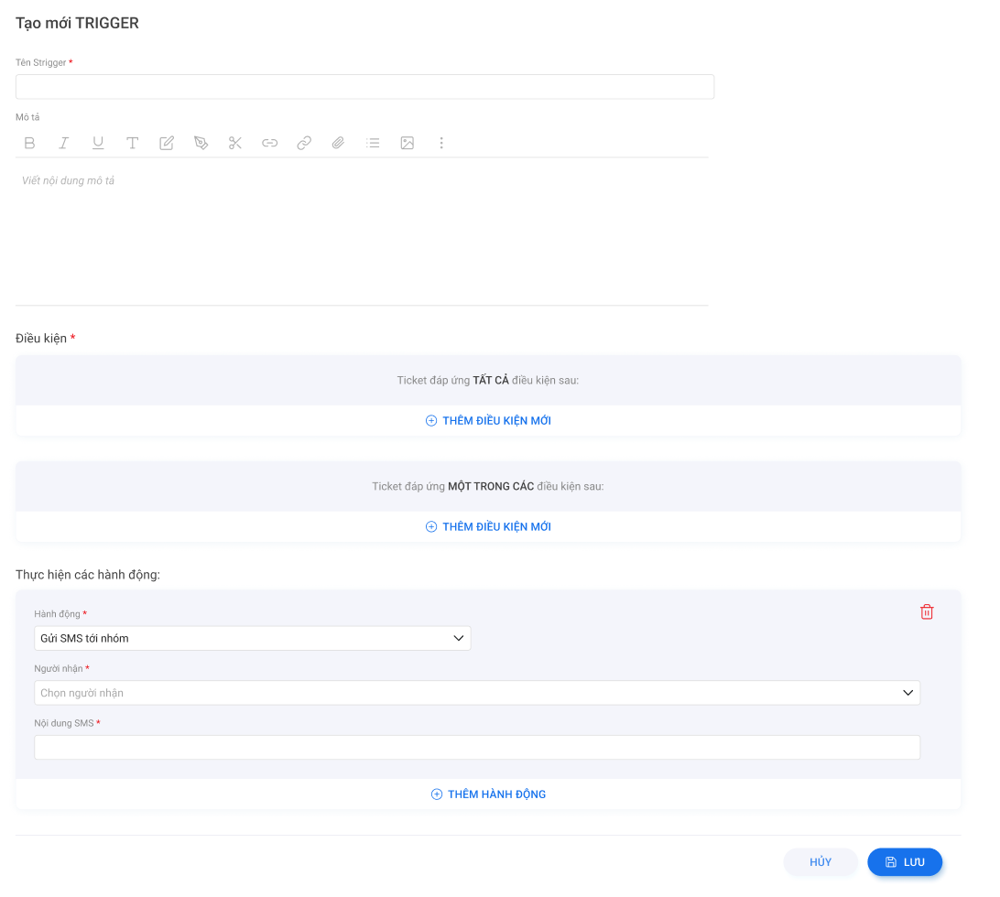 Tạo mới TRIGGER
Tên Strigger *
Mô tả
Viết nội dung mô tả
Điều kiện *
Ticket đáp ứng TẤT CẢ điều kiện sau:
THÊM ĐIỀU KIỆN MỚI
Ticket đáp ứng MỘT TRONG CÁC điều kiện sau:
THÊM ĐIỀU KIỆN MỚI
Thực hiện các hành động:
Hành động *
Gửi SMS tới nhóm
Người nhận *
Chọn người nhận
Nội dung SMS *
THÊM HÀNH ĐỘNG
HỦY
LƯU